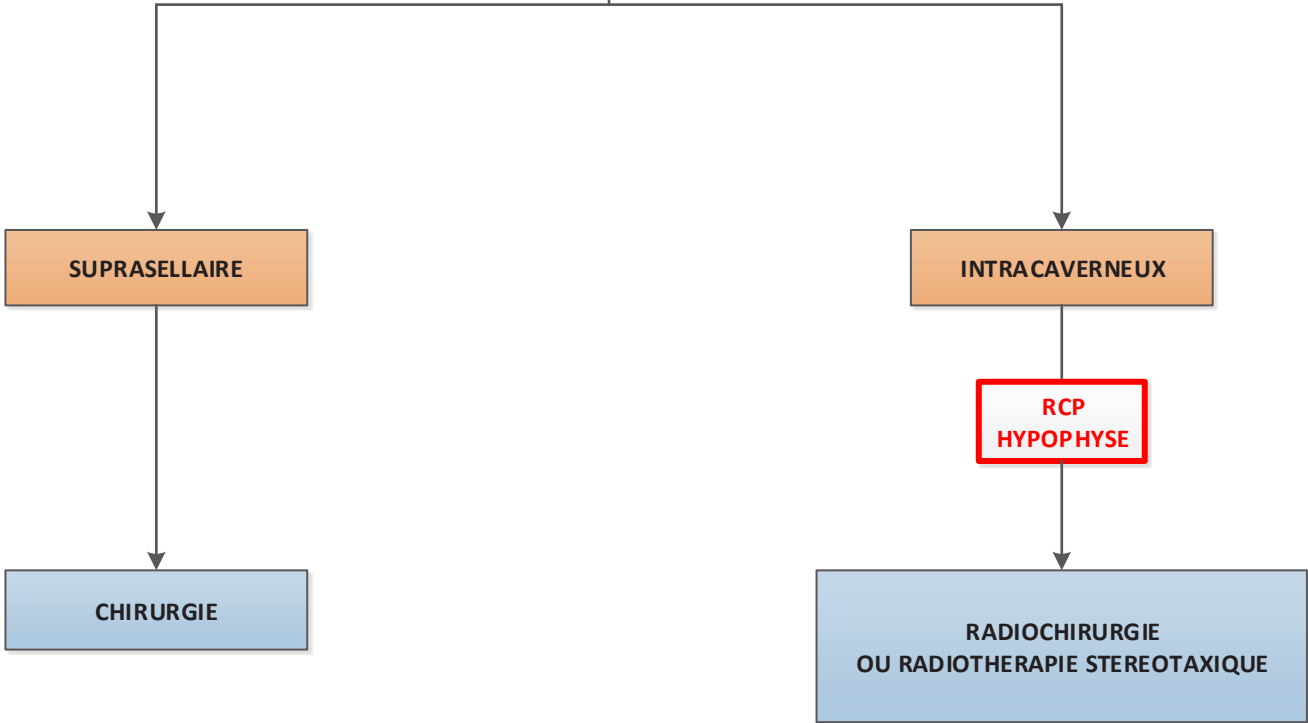 SUPRASELLAIRE
INTRACAVERNEUX
RCP
HYPOPHYSE
CHIRURGIE
RADIOCHIRURGIE
OU RADIOTHERAPIE STEREOTAXIQUE